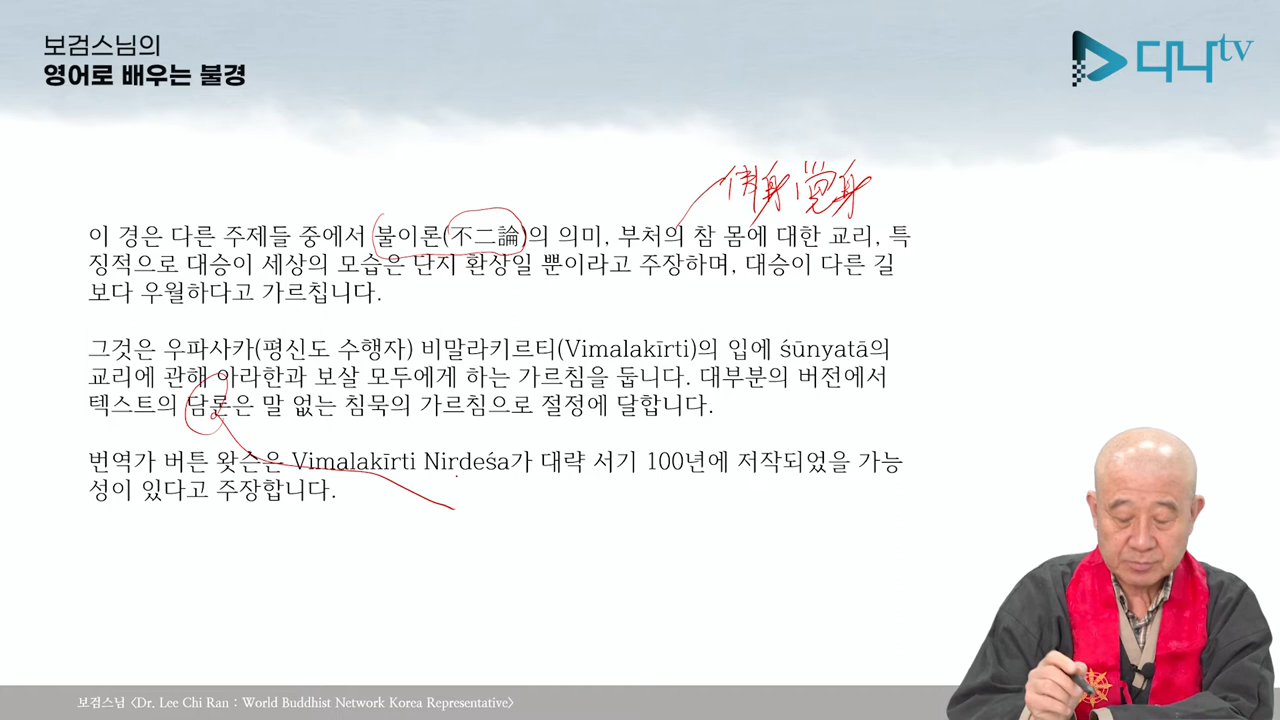 보검스님의
영어로 배우는 불경
디나tv
이 경은 다른 주제들 중에서 불이론(不二論)의 의미, 부처의 참 몸에 대한 교리, 특
징적으로 대승이 세상의 모습은 단지 환상일 뿐이라고 주장하며, 대승이 다른 길
보다 우월하다고 가르칩니다.
그것은 우파사카(평신도 수행자) 비말라키르티(Vimalakīrti)의 입에 śūnyatā의
교리에 관해 아라한과 보살 모두에게 하는 가르침을 둡니다. 대부분의 버전에서
텍스트의 담론은 말 없는 침묵의 가르침으로 절정에 달합니다.
번역가 버튼 왓슨은 Vimalakīrti Nirdeśa가 대략 서기 100년에 저작되었을 가능
성이 있다고 주장합니다.
보검스님 <Dr. Lee Chi Ran : World Buddhist Network Korea Representative>